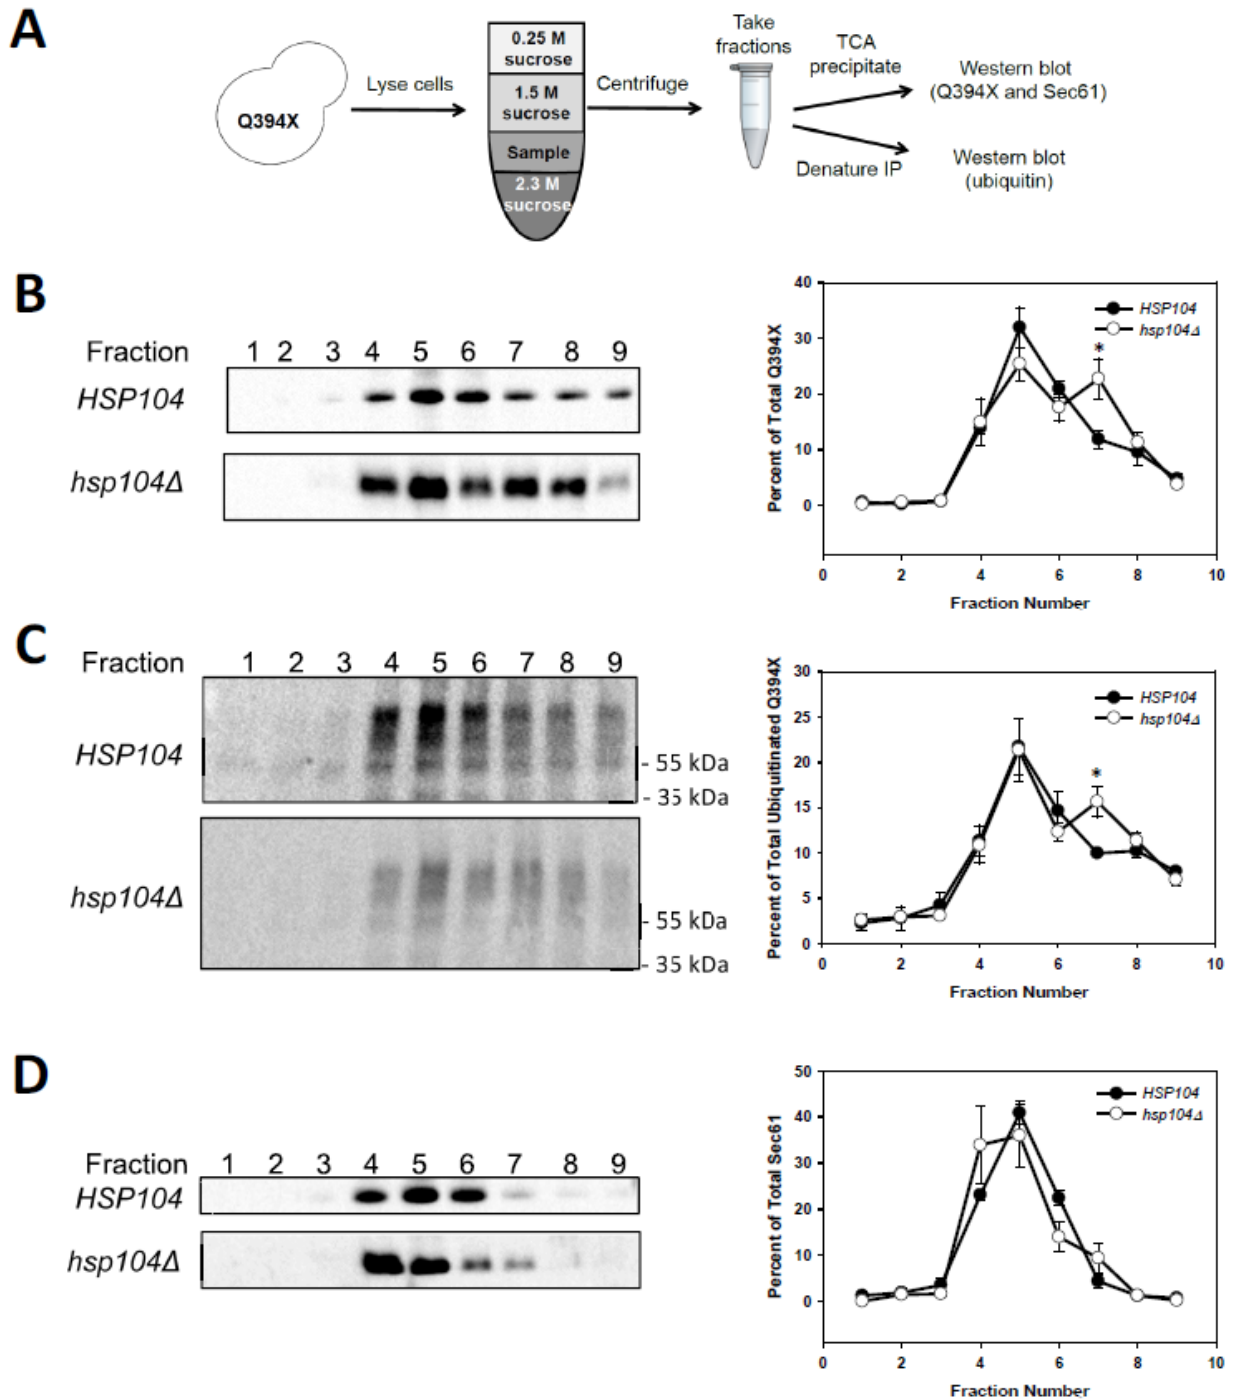 A
Q394X
Lyse cells
0.25 M
sucrose
1.5 M
sucrose
Sample
2.3 M
sucrose
Centrifuge
Take
fractions
TCA
precipitate
Denature IP
Western blot
(Q394X and Sec61)
Western blot
(ubiquitin)
B
Fraction 1 2 3 4 5 6 7 8 9
HSP104
hsp104Δ
Percent of Total Q394X
40
30
20
10
0
HSP104
hsp104Δ
*
0 2 4 6 8 10
Fraction Number
C
Fraction 1 2 3 4 5 6 7 8 9
HSP104
- 55 kDa
- 35 kDa
hsp104Δ
- 55 kDa
- 35 kDa
Percent of Total Ubiquitinated Q394X
30
25
20
15
10
5
0
HSP104
hsp104Δ
*
0 2 4 6 8 10
Fraction Number
D
Fraction 1 2 3 4 5 6 7 8 9
HSP104
hsp104Δ
Percent of Total Sec61
50
40
30
20
10
0
HSP104
hsp104Δ
0 2 4 6 8 10
Fraction Number